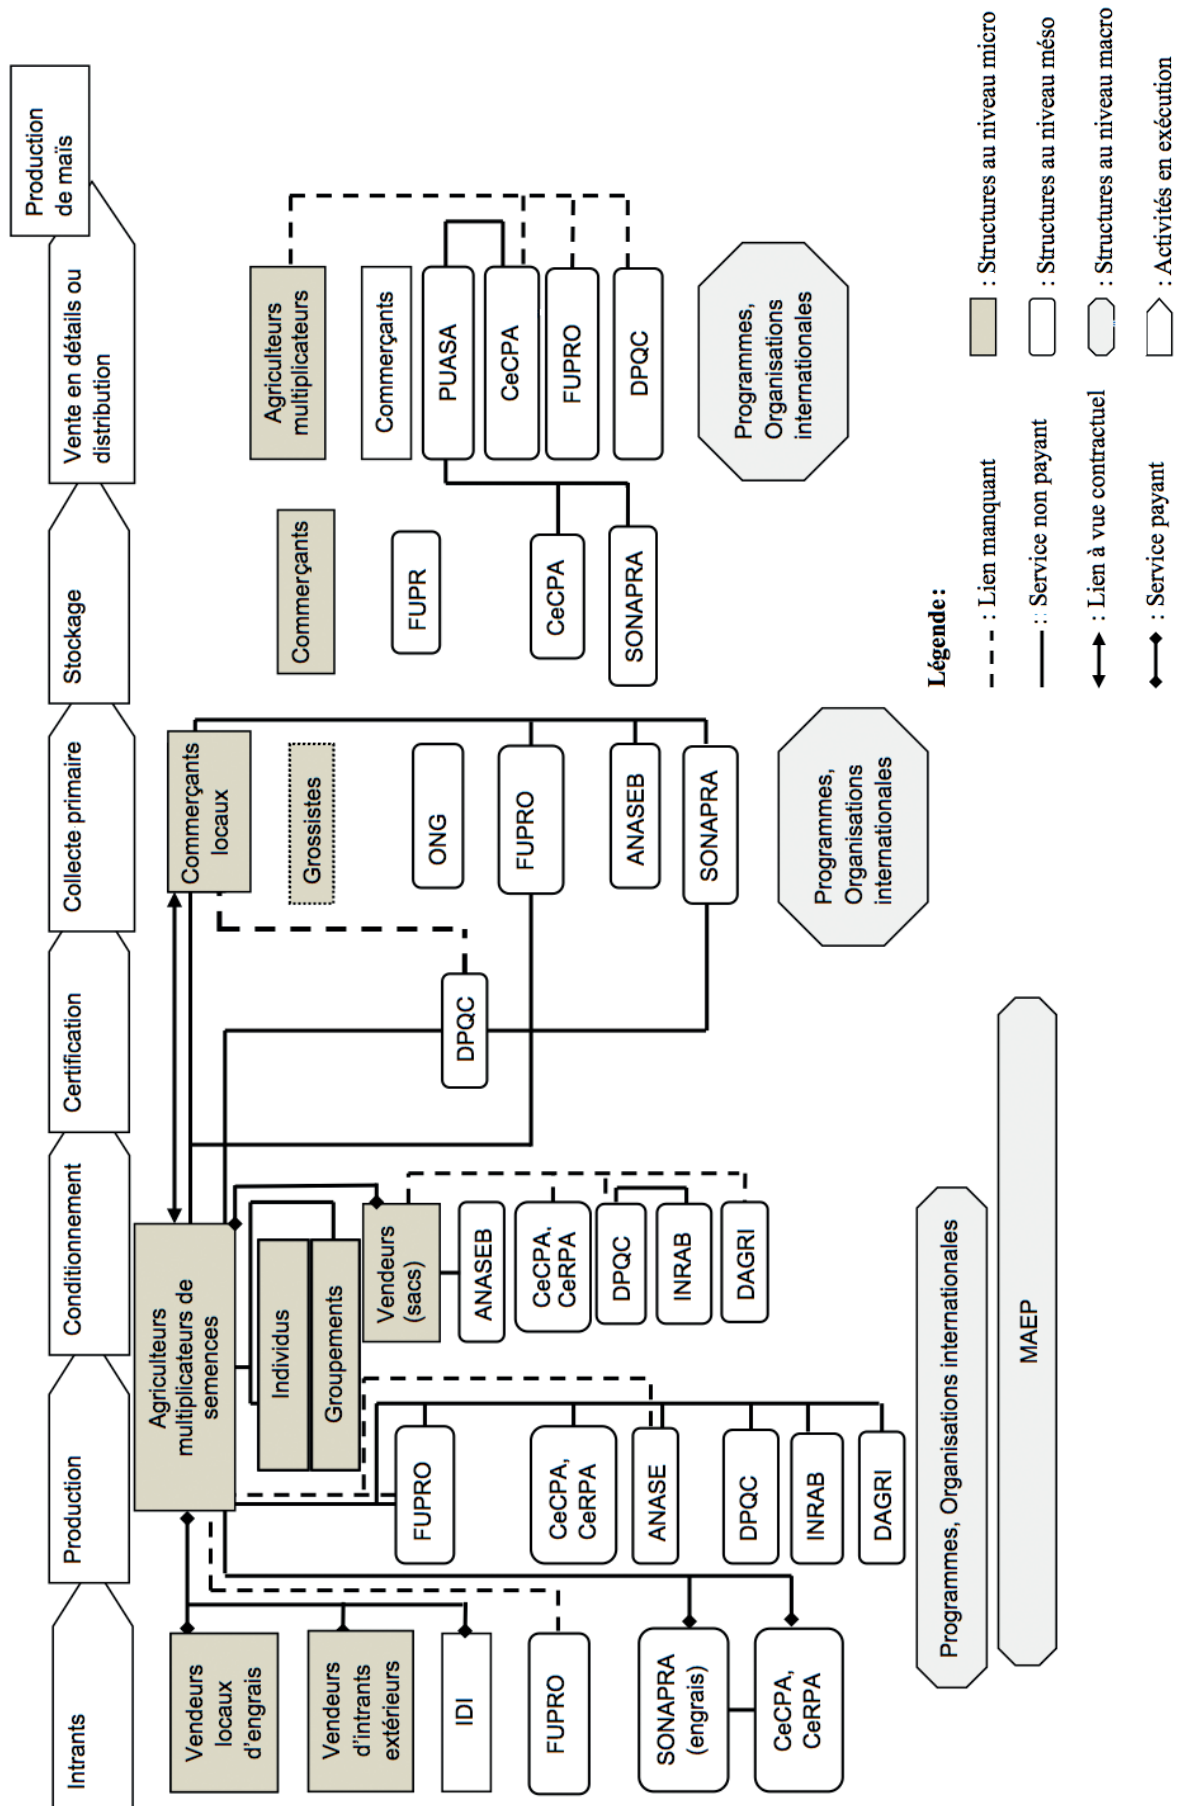 Intrants
Production
Conditionnement
Certification
Collecte primaire
Stockage
Vente en détails ou
distribution
Production
de maïs
Vendeurs
locaux
d'engrais
Vendeurs
d'intrants
extérieurs
IDI
FUPRO
SONAPRA
(engrais)
CeCPA,
CeRPA
Agriculteurs
multiplicateurs de
semences
Individus
Groupements
FUPRO
CeCPA,
CeRPA
ANASE
DPQC
INRAB
DAGRI
Vendeurs
(sacs)
ANASEB
CeCPA,
CeRPA
DPQC
INRAB
DAGRI
DPQC
Commerçants
locaux
Grossistes
ONG
FUPRO
ANASEB
SONAPRA
Programmes,
Organisations
internationales
Commerçants
FUPR
CeCPA
SONAPRA
Agriculteurs
multiplicateurs
Commerçants
PUASA
CeCPA
FUPRO
DPQC
Programmes,
Organisations
internationales
Programmes, Organisations internationales
MAEP
Légende :
: Lien manquant
: Service non payant
: Lien à vue contractuel
: Service payant
: Structures au niveau micro
: Structures au niveau méso
: Structures au niveau macro
: Activités en exécution